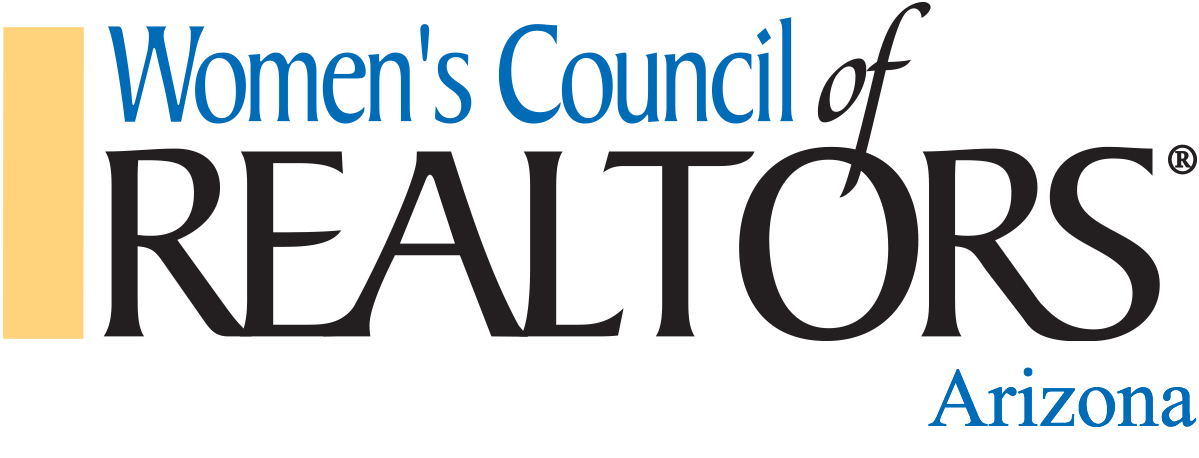 Women's Council of
REALTORS®
Arizona